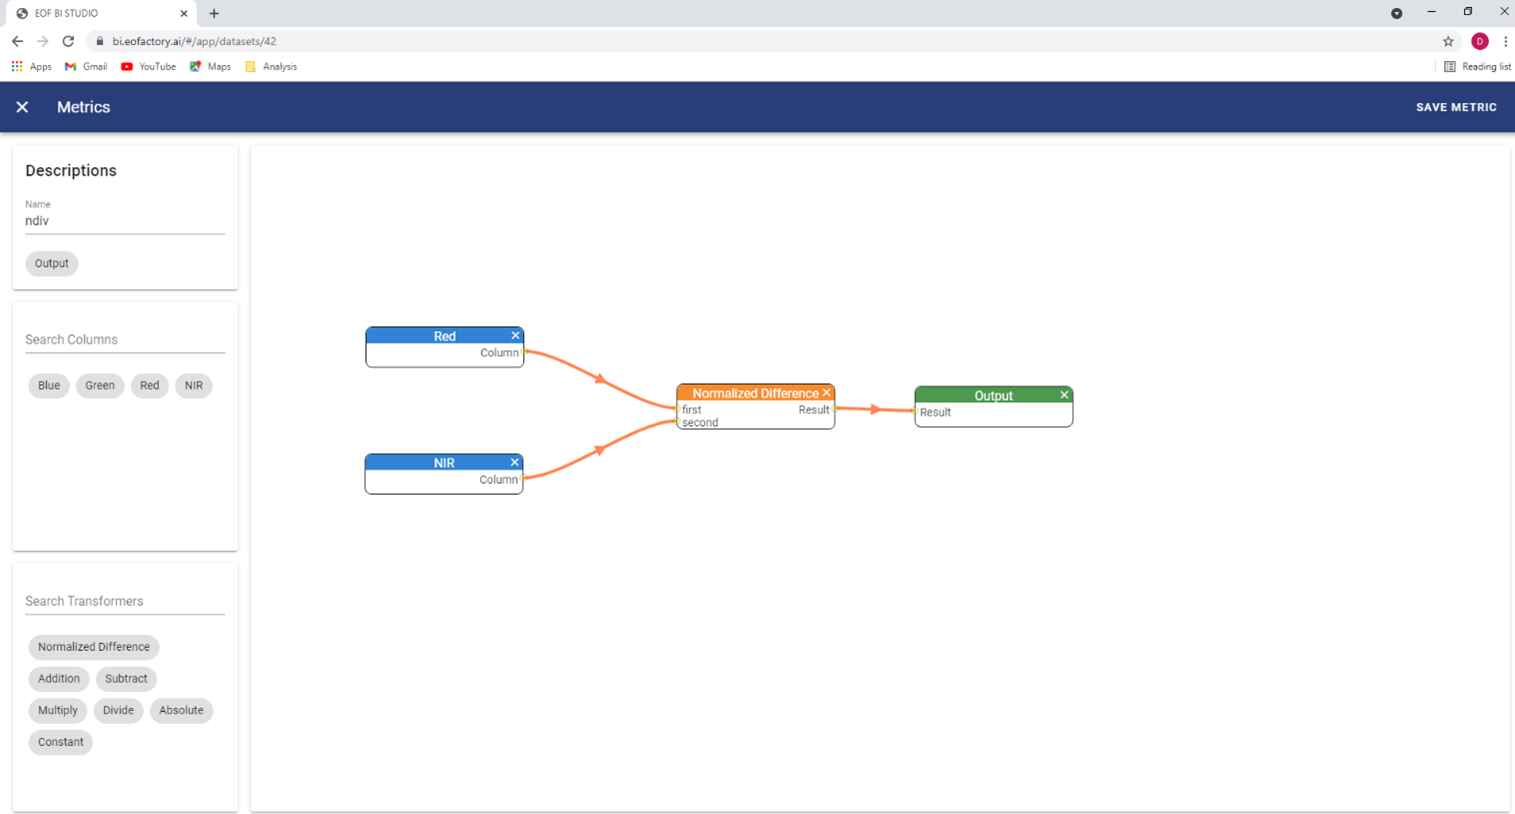 EOF BI STUDIO
bi.eofactory.ai/#/app/datasets/42
D
Apps Gmail YouTube Maps Analysis Reading list
Metrics SAVE METRIC
Descriptions
Name
ndiv
Output
Search Columns
Blue Green Red NIR
Search Transformers
Normalized Difference
Addition Subtract
Multiply Divide Absolute
Constant
Red
Column
NIR
Column
Normalized Difference
first Result
second
Output
Result